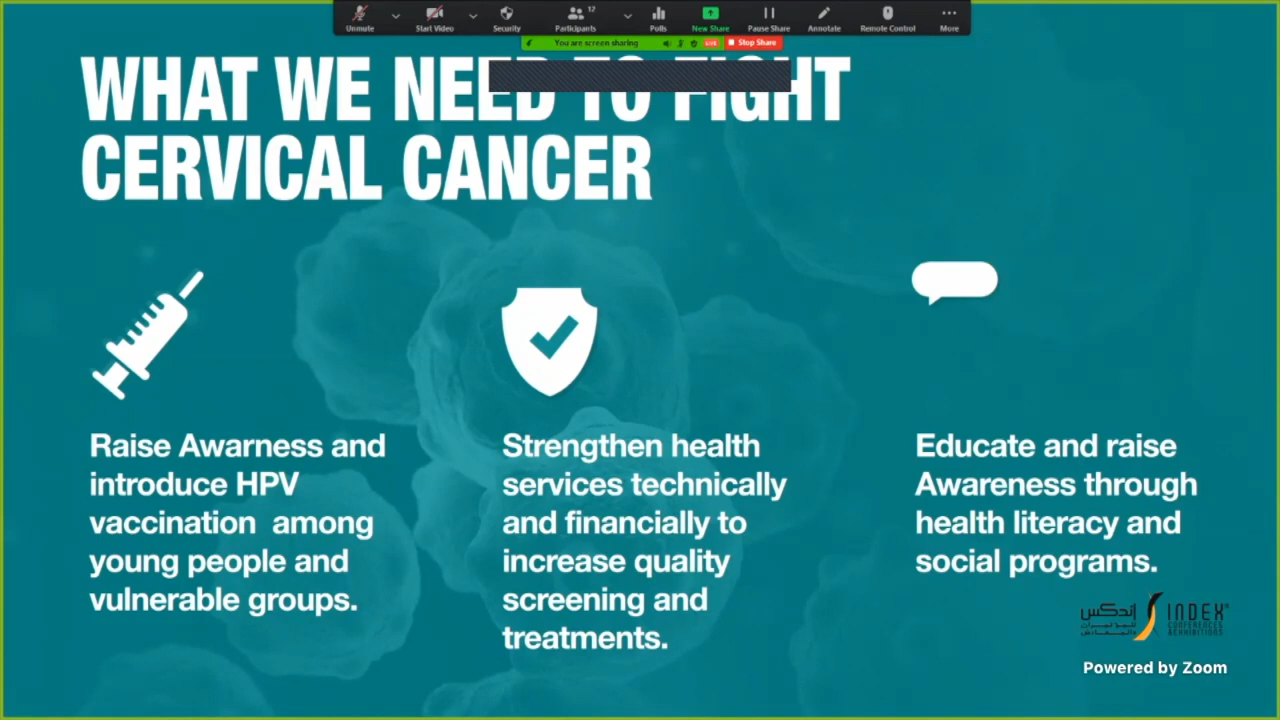 Unmute
Start Video
Security
Participants
12
Polls
New Share
Pause Share
Annotate
Remote Control
More
You are screen sharing
LIVE
Stop Share
WHAT WE NEED TO FIGHT
CERVICAL CANCER
Raise Awarness and
introduce HPV
vaccination among
young people and
vulnerable groups.
Strengthen health
services technically
and financially to
increase quality
screening and
treatments.
Educate and raise
Awareness through
health literacy and
social programs.
إندكس
INDEX
CONFERENCES
& EXHIBITIONS
Powered by Zoom